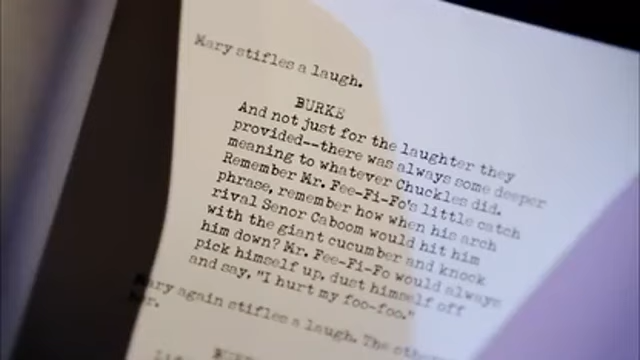 Mary stifles a laugh.
BURKE
And not just for the laughter they
provided--there was always some deeper
meaning to whatever Chuckles did.
Remember Mr. Fee-Fi-Fo's little catch
phrase, remember how when his arch
rival Senor Caboom would hit him
with the giant cucumber and knock
him down? Mr. Fee-Fi-Fo would always
pick himself up, dust himself off
and say, "I hurt my foo-foo."
Mary again stifles a laugh. The